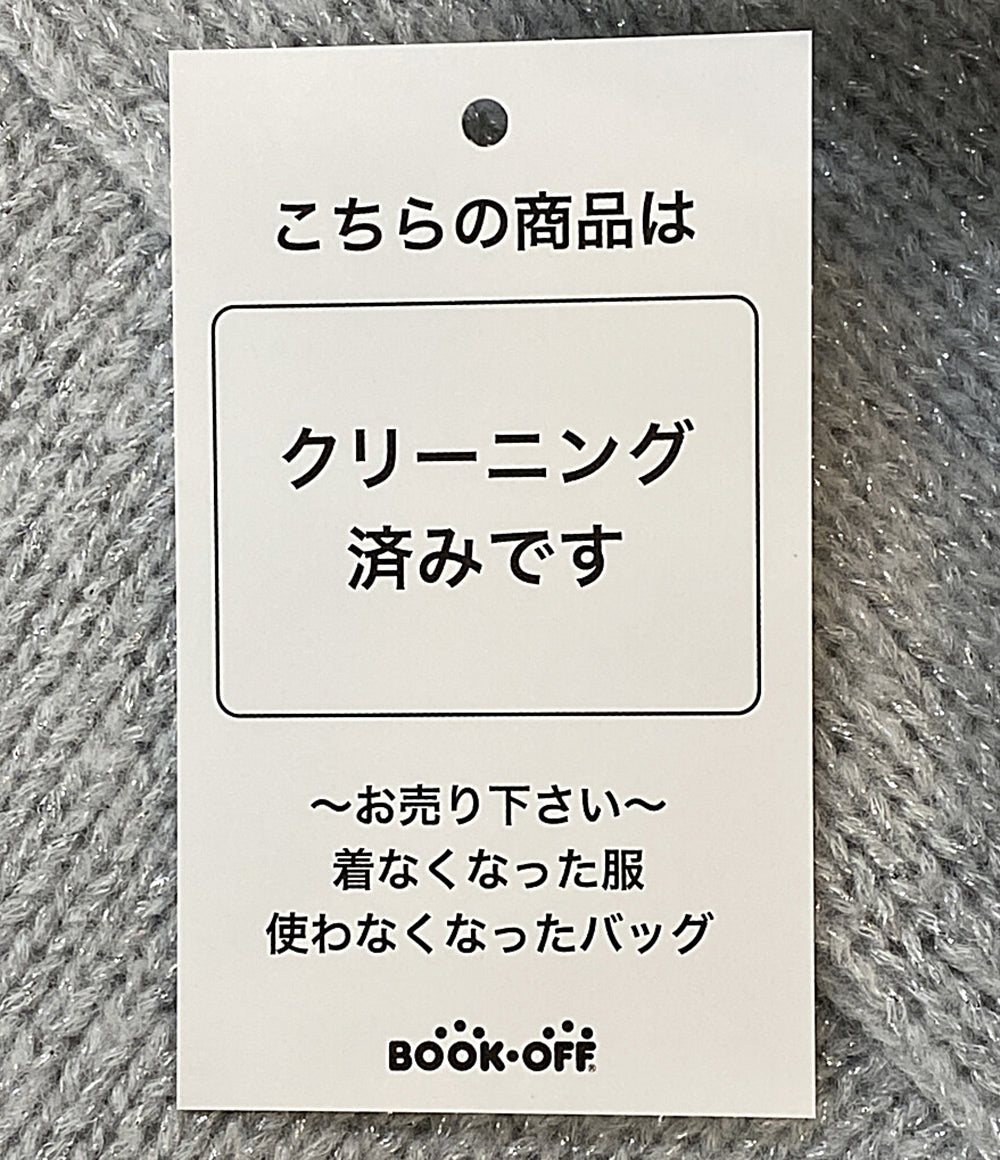 こちらの商品は
クリーニング
済みです
～お売り下さい～
着なくなった服
使わなくなったバッグ
BOOK・OFF®